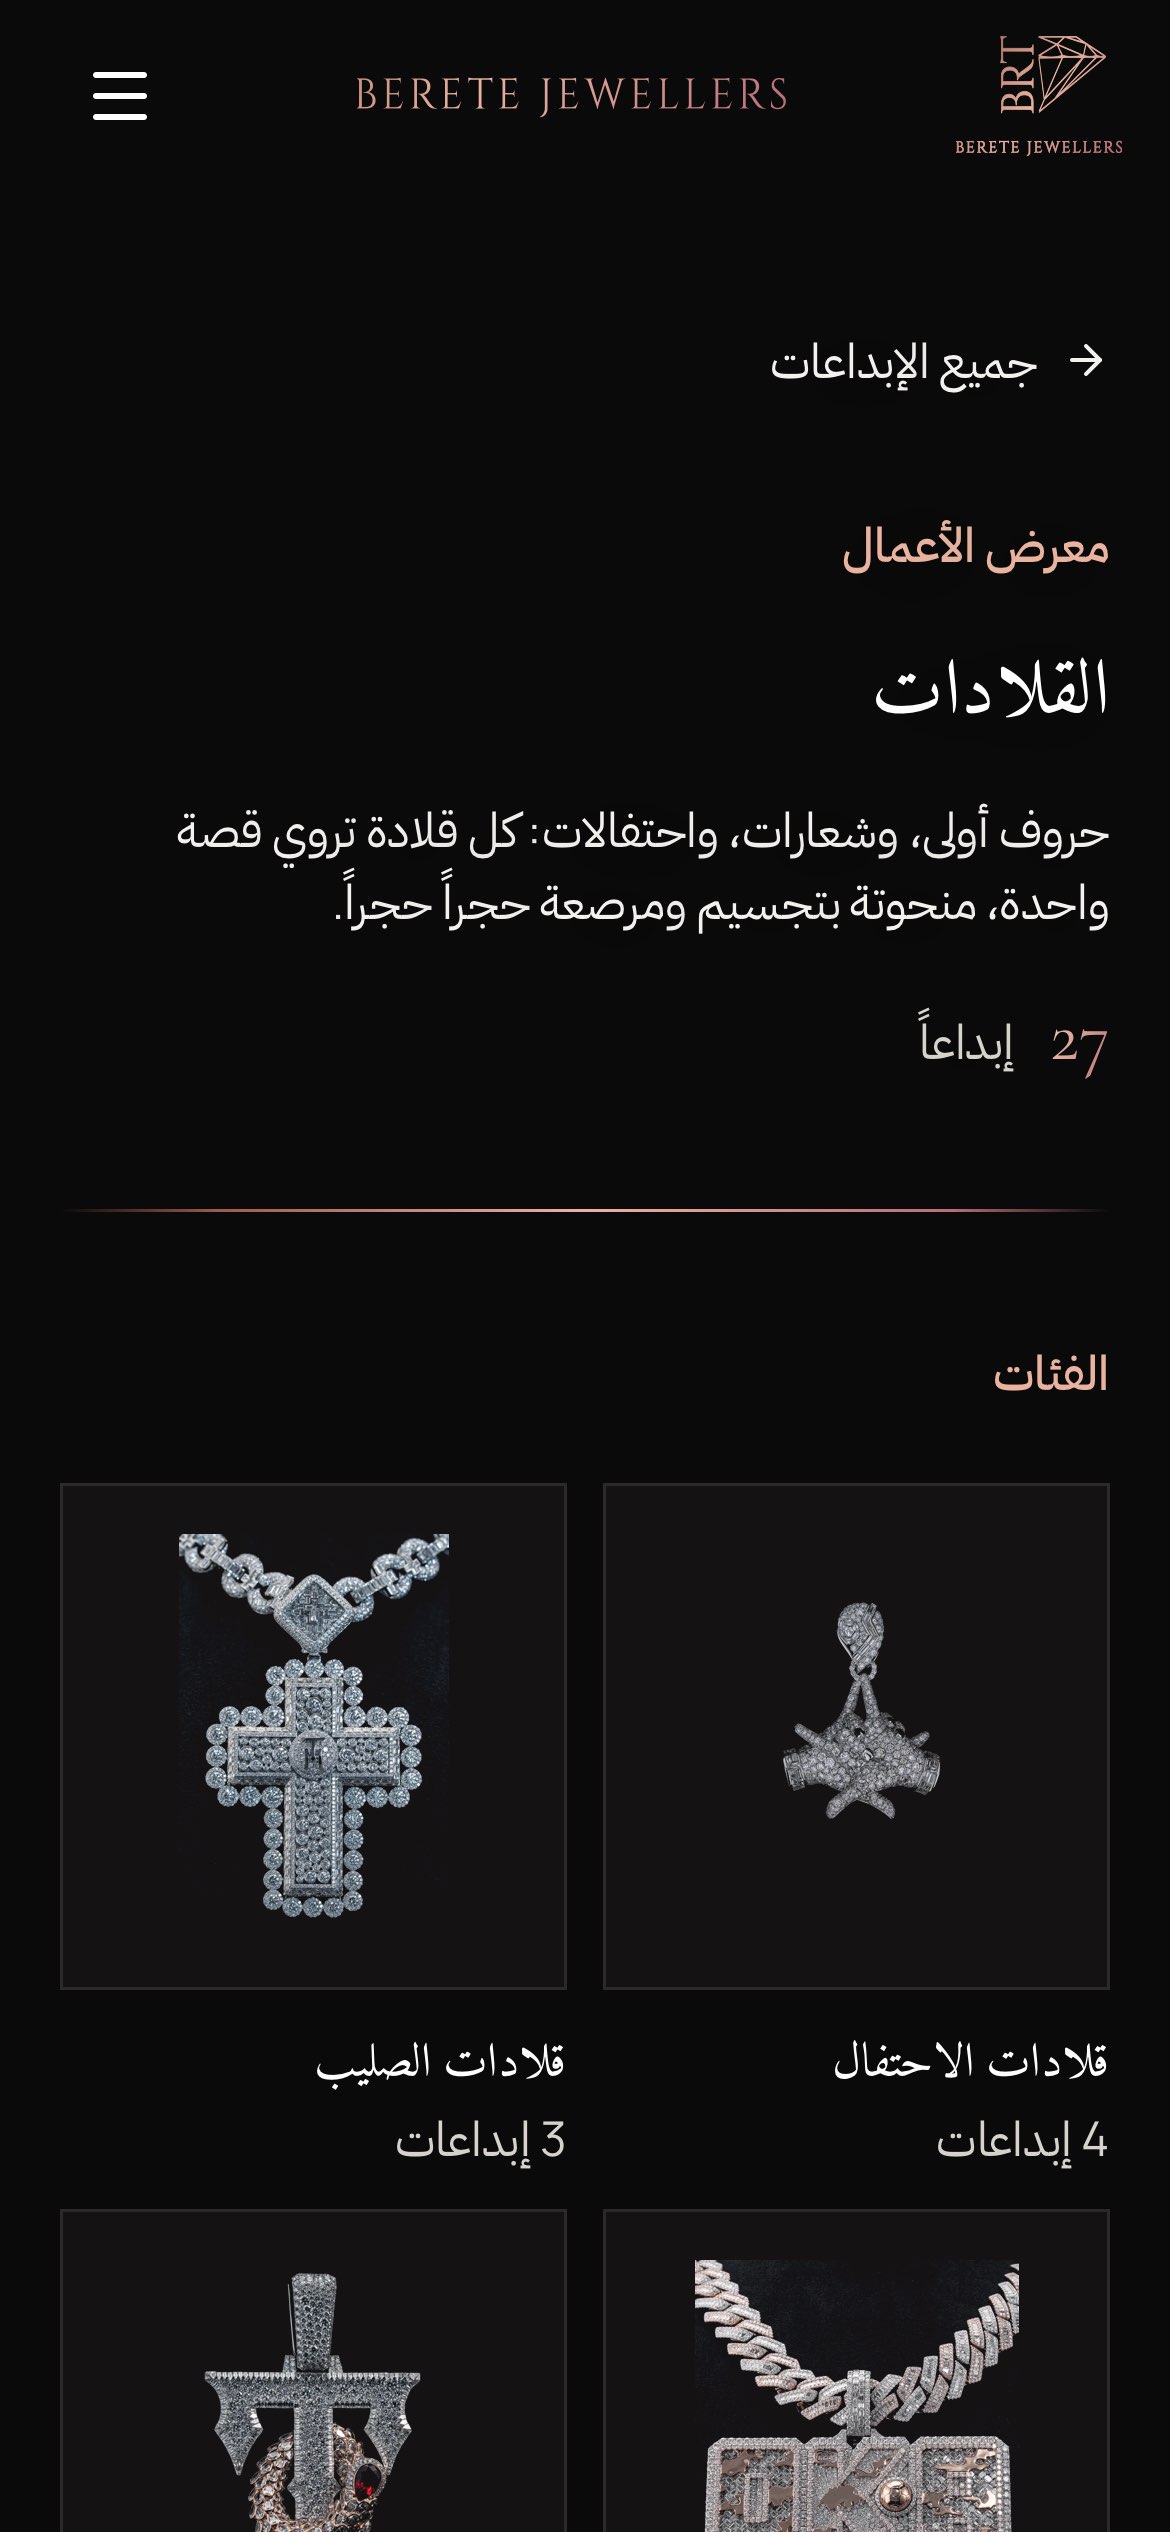 BERETE JEWELLERS
BRT
BERETE JEWELLERS
جميع الإبداعات
معرض الأعمال
القلادات
حروف أولى، وشعارات، واحتفالات: كل قلادة تروي قصة
واحدة، منحوتة بتجسيم ومرصعة حجراً حجراً.
27 إبداعاً
الفئات
قلادات الاحتفال
4 إبداعات
قلادات الصليب
3 إبداعات